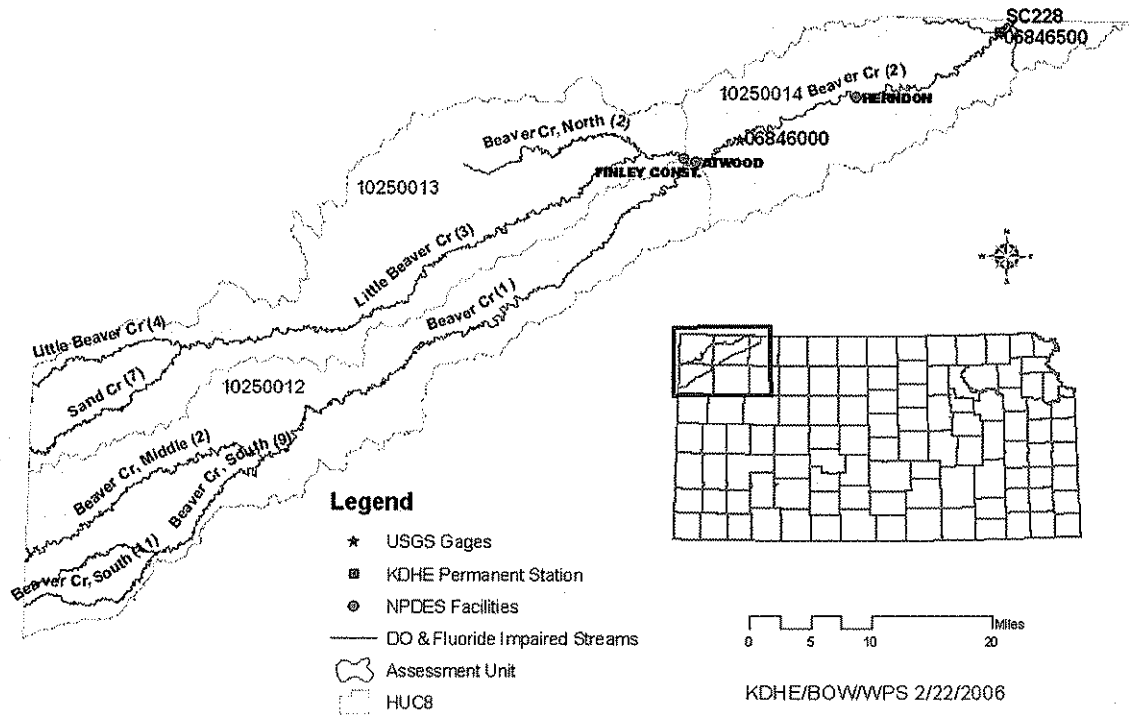 SC228
06846500
10250014
Beaver Cr (2)
HERNDON
Beaver Cr, North (2)
06846000
FINLEY CONST.
ATWOOD
10250013
Little Beaver Cr (3)
Beaver Cr (1)
Little Beaver Cr (4)
Sand Cr (7)
10250012
Beaver Cr, Middle (2)
Beaver Cr, South (9)
Beaver Cr, South (11)
N
W
E
S
Legend
USGS Gages
KDHE Permanent Station
NPDES Facilities
DO & Fluoride Impaired Streams
Assessment Unit
HUC8
Miles
0 5 10 20
KDHE/BOW/WPS 2/22/2006